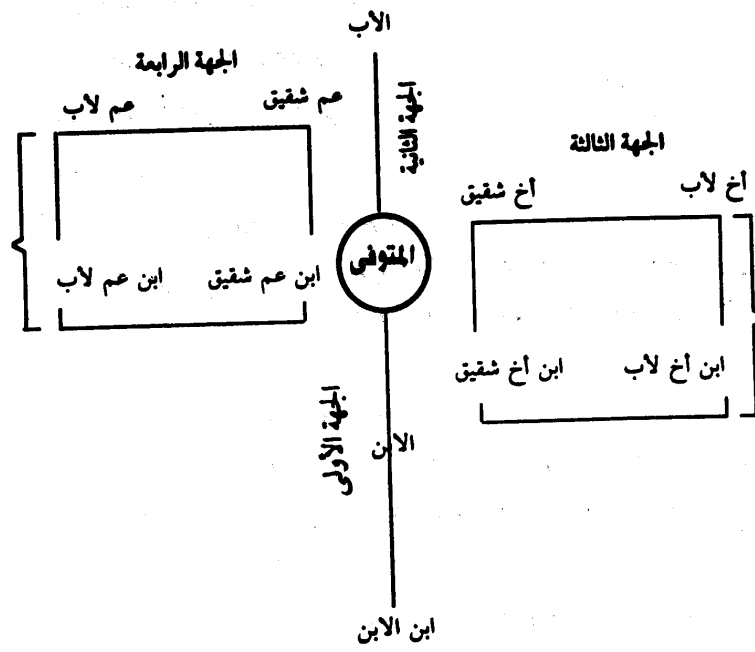 الأب
الجهة الرابعة
عم شقيق
عم لأب
الجهة الثانية
الجهة الثالثة
أخ لأب
أخ شقيق
المتوفى
ابن عم شقيق
ابن عم لأب
ابن أخ لأب
ابن أخ شقيق
الجهة الأولى
الابن
ابن الابن